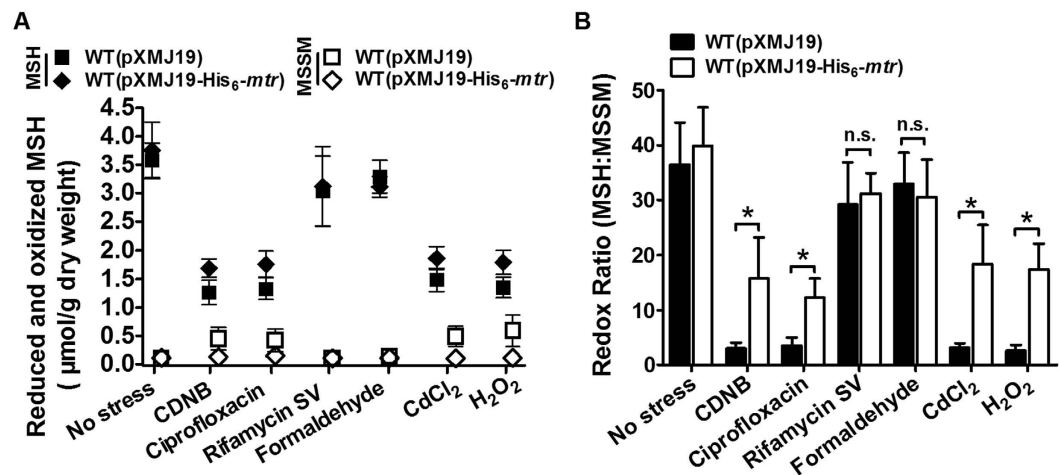 A
MSH
WT(pXMJ19)
WT(pXMJ19-His6-mtr)
MSSM
WT(pXMJ19)
WT(pXMJ19-His6-mtr)
Reduced and oxidized MSH
( μmol/g dry weight)
4.5
4.0
3.5
3.0
2.5
2.0
1.5
1.0
0.5
0.0
No stress
CDNB
Ciprofloxacin
Rifamycin SV
Formaldehyde
CdCl2
H2O2
B
WT(pXMJ19)
WT(pXMJ19-His6-mtr)
Redox Ratio (MSH:MSSM)
50
40
30
20
10
0
*
*
n.s.
n.s.
*
*
No stress
CDNB
Ciprofloxacin
Rifamycin SV
Formaldehyde
CdCl2
H2O2